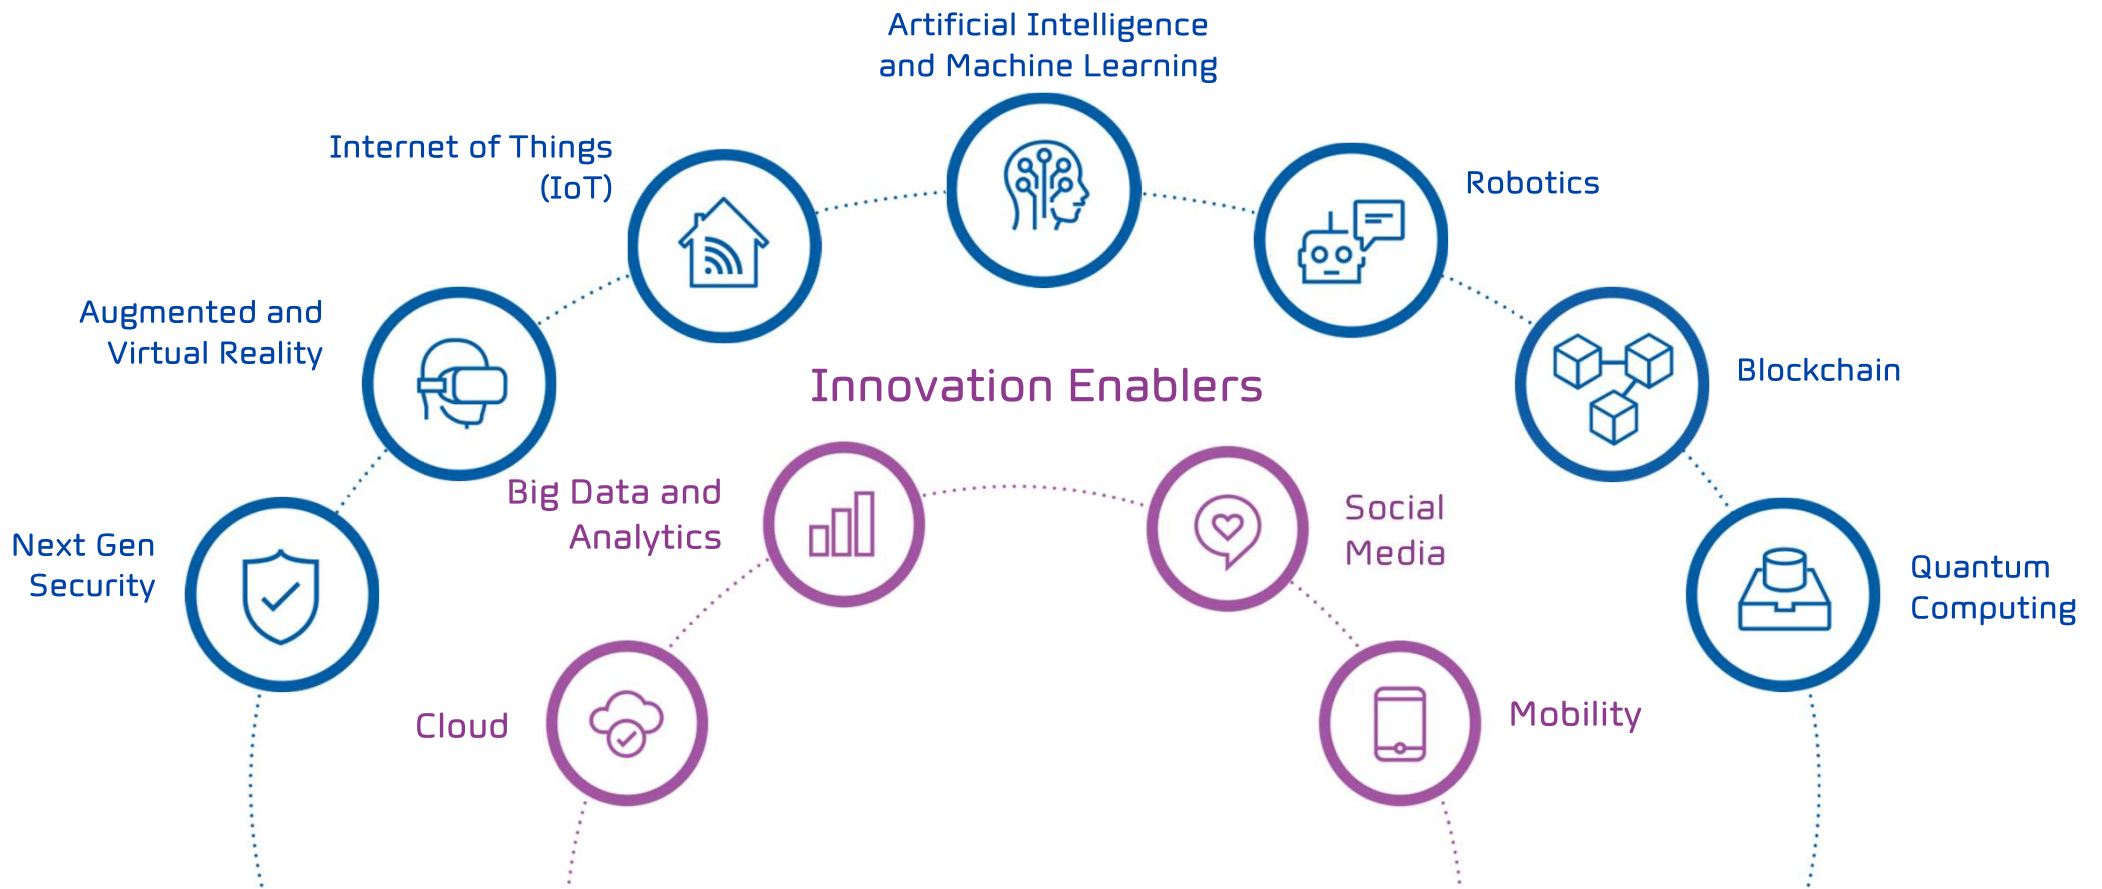 Artificial Intelligence
and Machine Learning
Internet of Things
(IoT)
Robotics
Augmented and
Virtual Reality
Blockchain
Innovation Enablers
Big Data and
Analytics
Social
Media
Next Gen
Security
Quantum
Computing
Cloud
Mobility